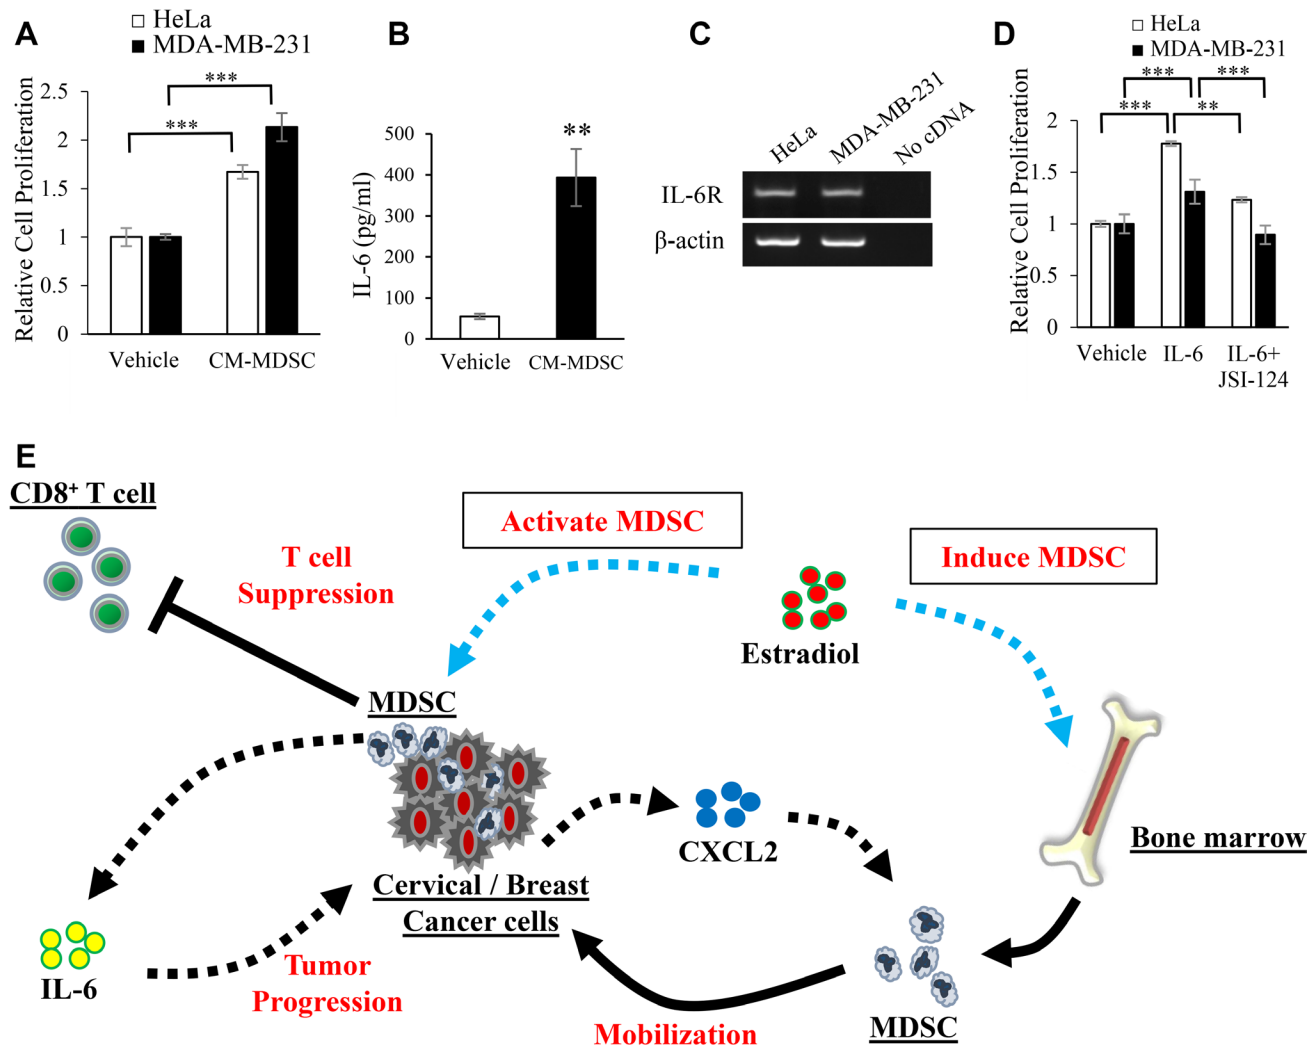 A
HeLa
MDA-MB-231
***
***
Relative Cell Proliferation
2.5
2
1.5
1
0.5
0
Vehicle
CM-MDSC
B
**
IL-6 (pg/ml)
500
400
300
200
100
0
Vehicle
CM-MDSC
C
HeLa
MDA-MB-231
No cDNA
IL-6R
β-actin
D
HeLa
MDA-MB-231
***
***
***
**
Relative Cell Proliferation
2
1.5
1
0.5
0
Vehicle
IL-6
IL-6+
JSI-124
E
CD8⁺ T cell
T cell
Suppression
Activate MDSC
Induce MDSC
Estradiol
MDSC
CXCL2
Bone marrow
Cervical / Breast
Cancer cells
IL-6
Tumor
Progression
Mobilization
MDSC